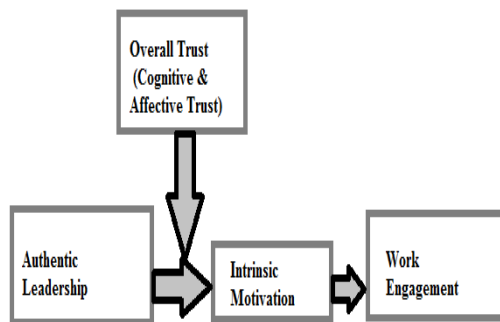 Overall Trust
(Cognitive &
Affective Trust)
Authentic
Leadership
Intrinsic
Motivation
Work
Engagement